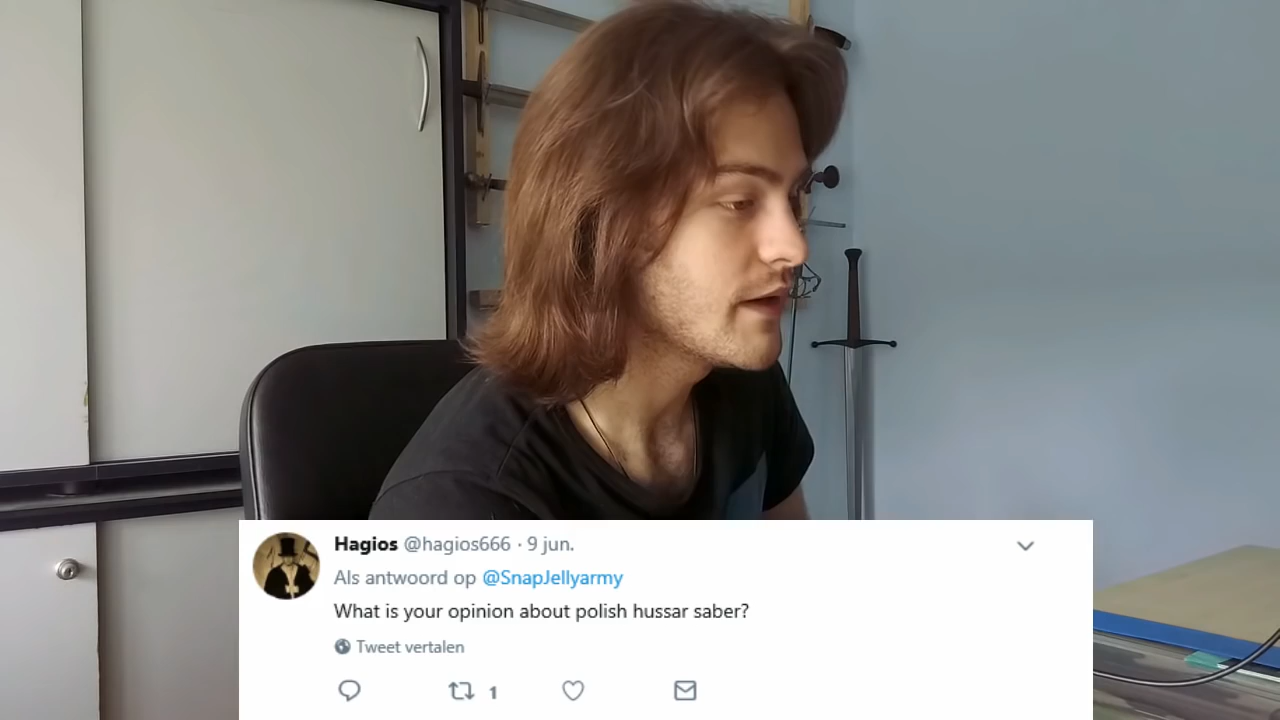 Hagios @hagios666 · 9 jun.
Als antwoord op @SnapJellyarmy
What is your opinion about polish hussar saber?
Tweet vertalen
1